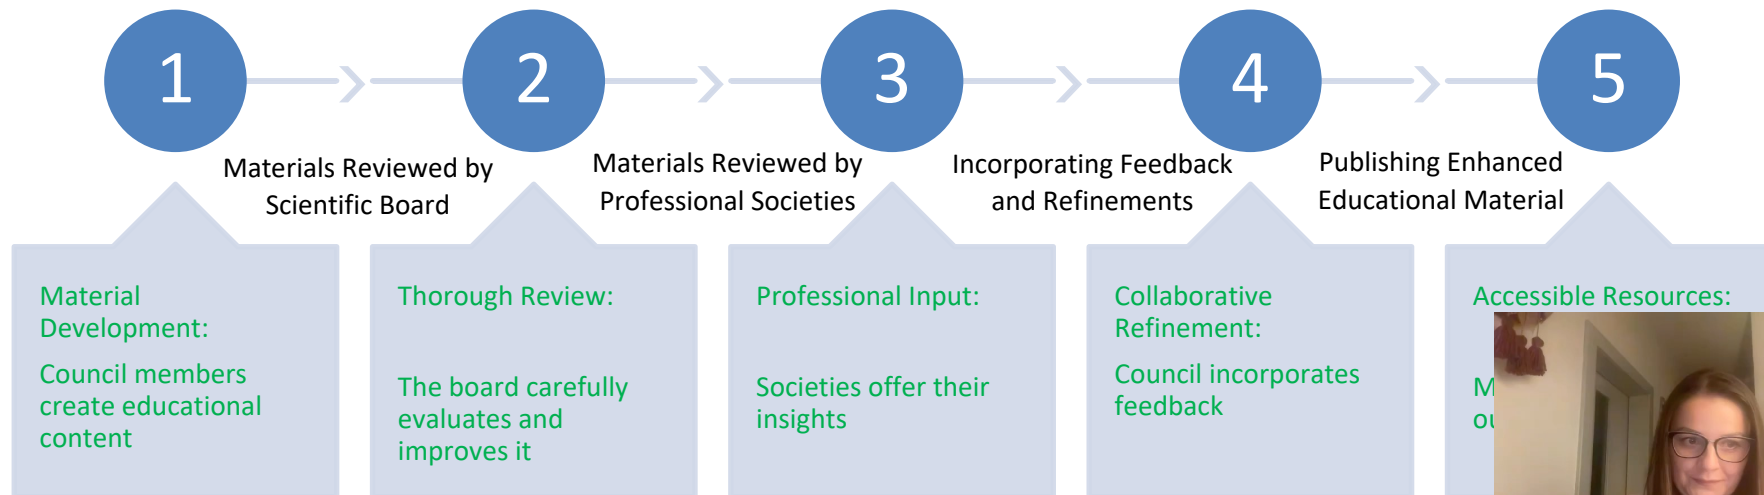 1
2
3
4
5
Materials Reviewed by
Scientific Board
Materials Reviewed by
Professional Societies
Incorporating Feedback
and Refinements
Publishing Enhanced
Educational Material
Material
Development:
Council members
create educational
content
Thorough Review:
The board carefully
evaluates and
improves it
Professional Input:
Societies offer their
insights
Collaborative
Refinement:
Council incorporates
feedback
Accessible Resources: